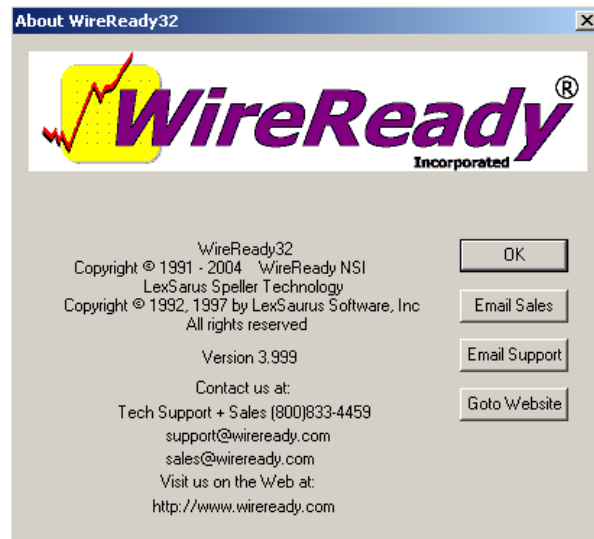 About WireReady32
WireReady®
Incorporated
WireReady32
Copyright © 1991 - 2004 WireReady NSI
LexSarus Speller Technology
Copyright © 1992, 1997 by LexSaurus Software, Inc
All rights reserved
Version 3.999
Contact us at:
Tech Support + Sales (800)833-4459
support@wireready.com
sales@wireready.com
Visit us on the Web at:
http://www.wireready.com
OK
Email Sales
Email Support
Goto Website